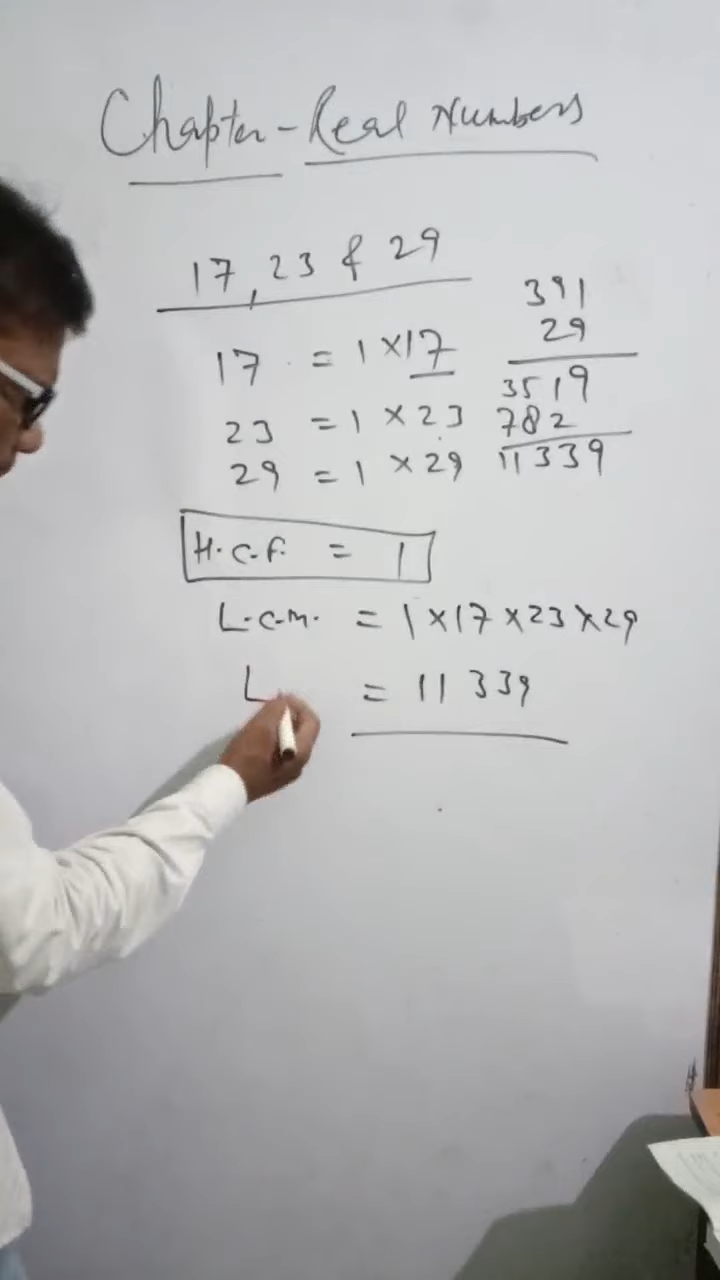 Chapter - Real Numbers
17, 23 & 29
17 = 1 × 17
23 = 1 × 23
29 = 1 × 29
391
29
3519
782
11339
H.C.F. = 1
L.C.M. = 1 × 17 × 23 × 29
L = 11339